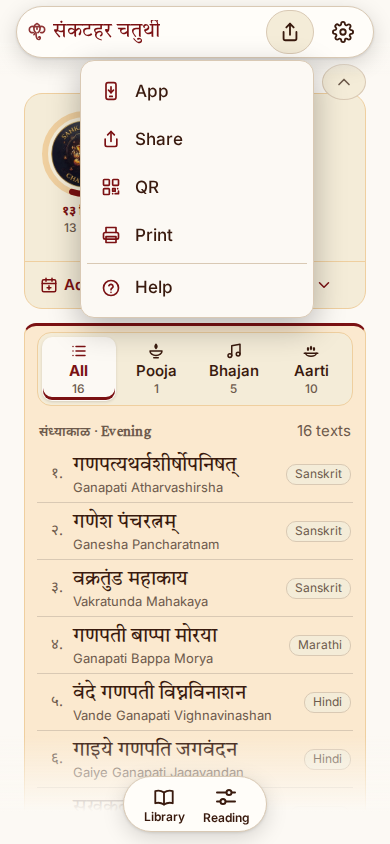 संकटहर चतुर्थी
App
Share
QR
Print
Help
१३
13
All
16
Pooja
1
Bhajan
5
Aarti
10
संध्याकाळ · Evening
16 texts
१.
गणपत्यथर्वशीर्षोपनिषत्
Sanskrit
Ganapati Atharvashirsha
२.
गणेश पंचरत्नम्
Sanskrit
Ganesha Pancharatnam
३.
वक्रतुंड महाकाय
Sanskrit
Vakratunda Mahakaya
४.
गणपती बाप्पा मोरया
Marathi
Ganapati Bappa Morya
५.
वंदे गणपती विघ्नविनाशन
Hindi
Vande Ganapati Vighnavinashan
६.
गाइये गणपति जगवंदन
Hindi
Gaiye Ganapati Jagavandan
Library
Reading